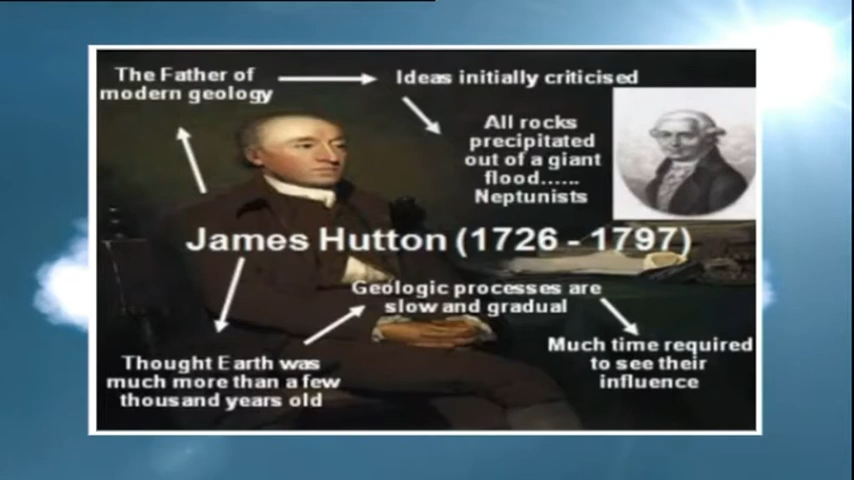 The Father of
modern geology
Ideas initially criticised
All rocks
precipitated
out of a giant
flood......
Neptunists
James Hutton (1726 - 1797)
Geologic processes are
slow and gradual
Much time required
to see their
influence
Thought Earth was
much more than a few
thousand years old